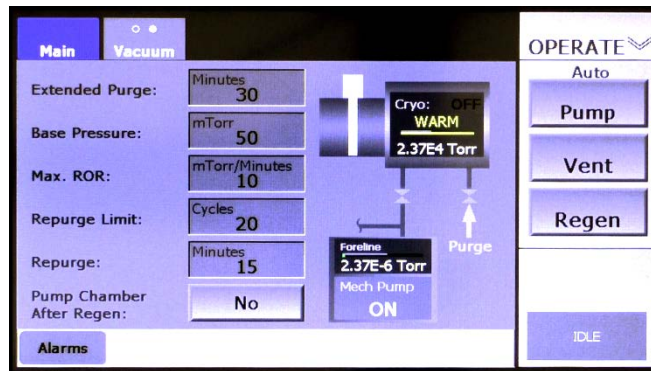 Main
Vacuum
OPERATE
Auto
Extended Purge:
Minutes
30
Base Pressure:
mTorr
50
Max. ROR:
mTorr/Minutes
10
Repurge Limit:
Cycles
20
Repurge:
Minutes
15
Pump Chamber
After Regen:
No
Cryo: OFF
WARM
2.37E4 Torr
Purge
Foreline
2.37E-6 Torr
Mech Pump
ON
Pump
Vent
Regen
IDLE
Alarms